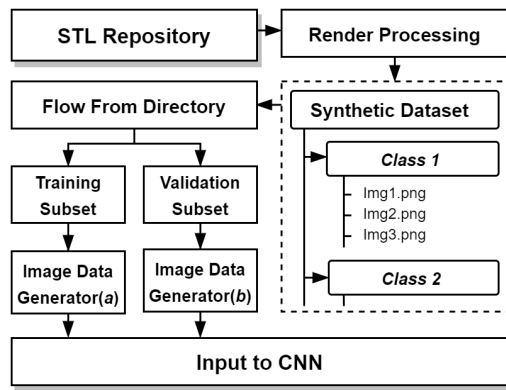 STL Repository
Render Processing
Flow From Directory
Synthetic Dataset
Class 1
Img1.png
Img2.png
Img3.png
Class 2
Training
Subset
Validation
Subset
Image Data
Generator(a)
Image Data
Generator(b)
Input to CNN